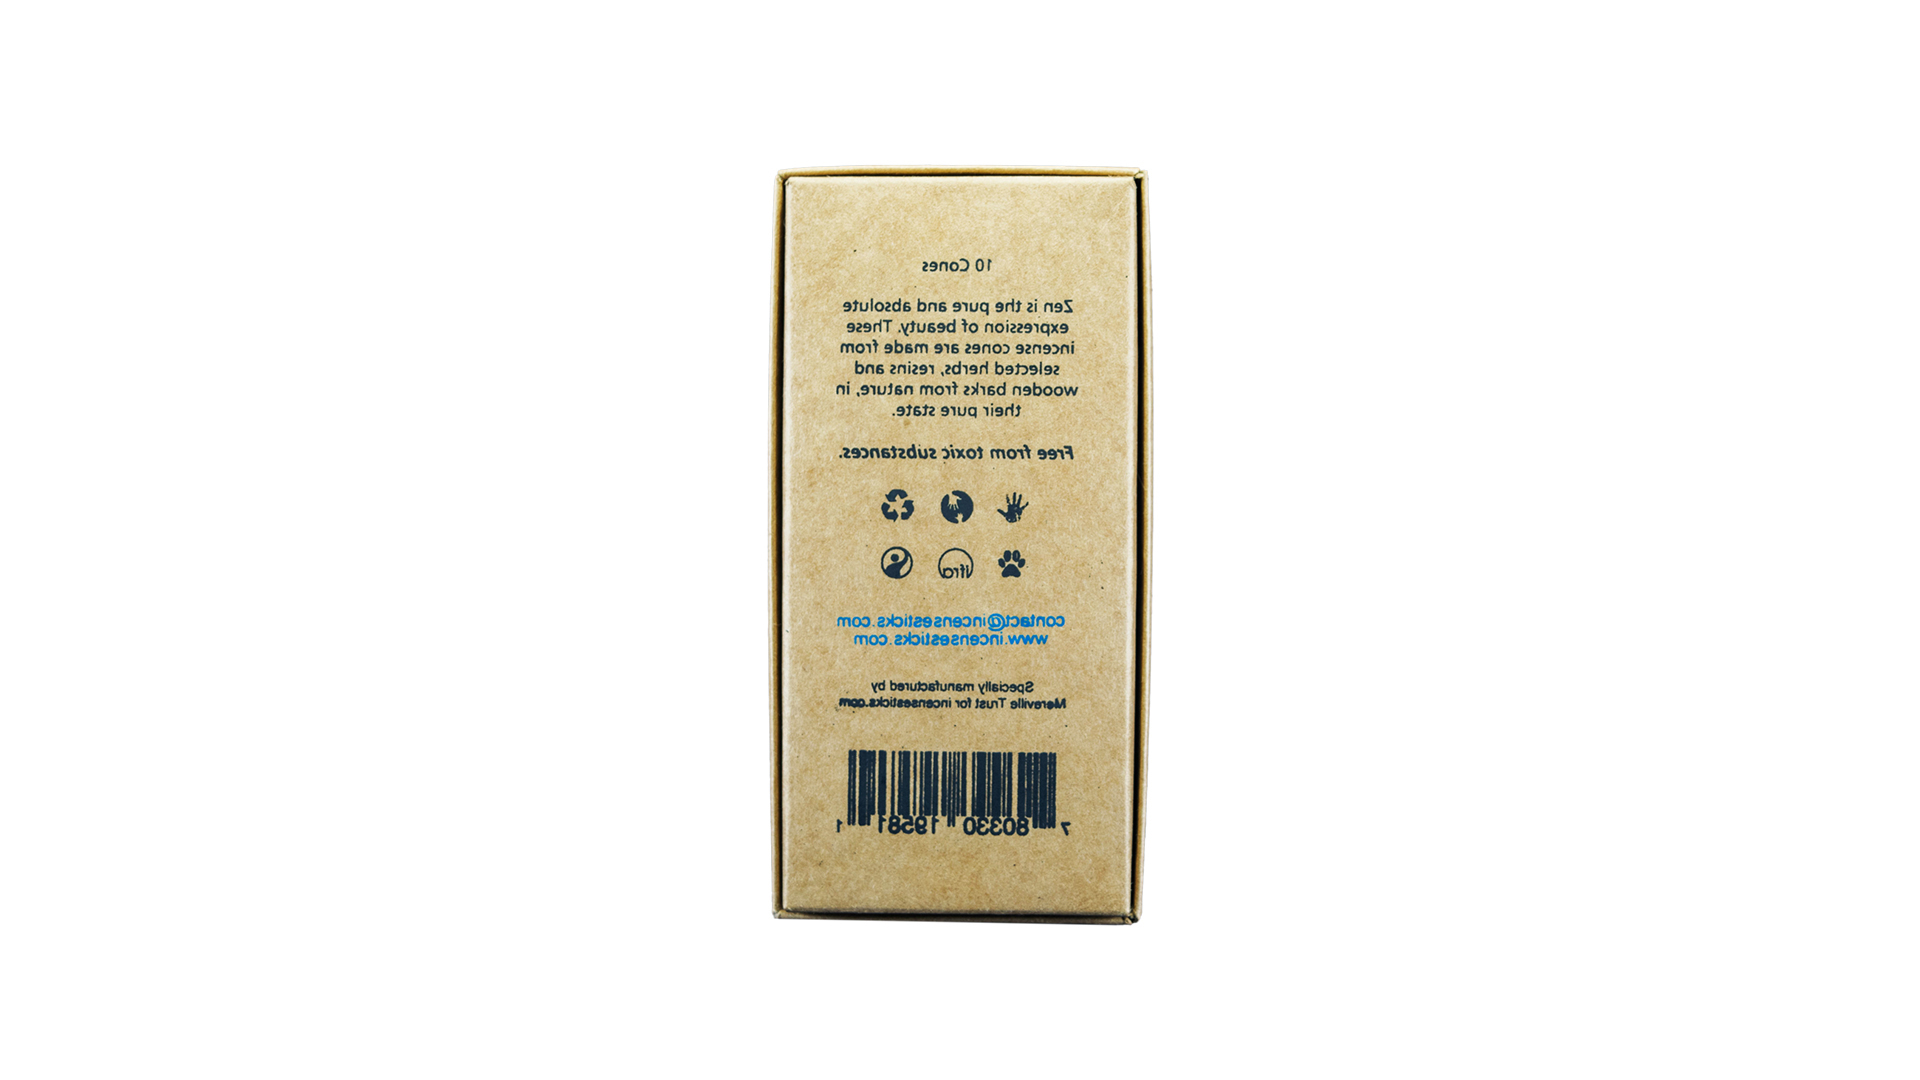 10 Cones
Zen is the pure and absolute
expression of beauty. These
incense cones are made from
selected herbs, resins and
wooden barks from nature, in,
their pure state.
Free from toxic substances.
ifra
contact@incensesticks.com
www.incensesticks.com
Specially manufactured by
Mereville Trust for incensesticks.com
7 80330 19581 1